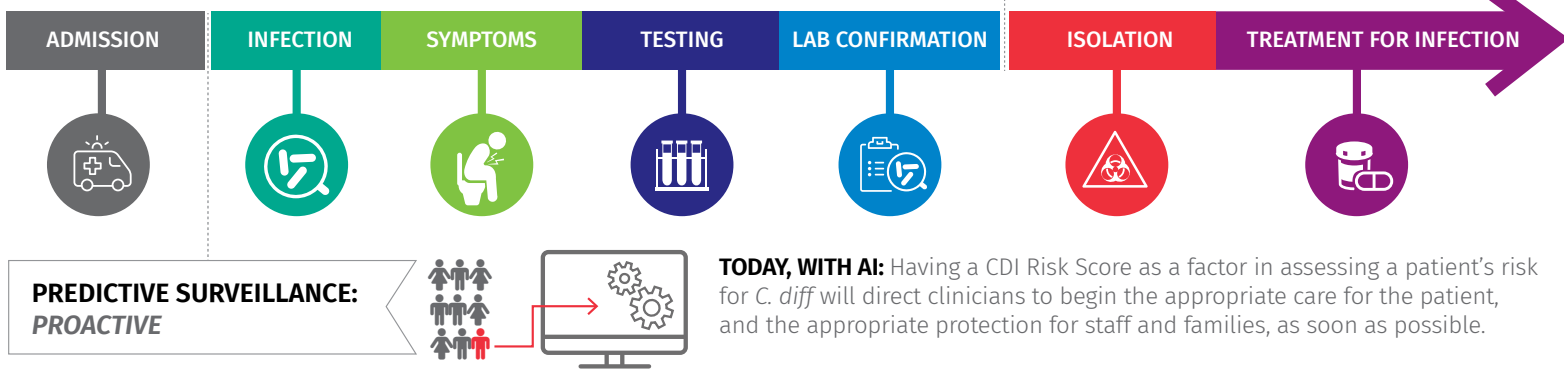 ADMISSION
INFECTION
SYMPTOMS
TESTING
LAB CONFIRMATION
ISOLATION
TREATMENT FOR INFECTION
PREDICTIVE SURVEILLANCE:
PROACTIVE
TODAY, WITH AI: Having a CDI Risk Score as a factor in assessing a patient’s risk
for C. diff will direct clinicians to begin the appropriate care for the patient,
and the appropriate protection for staff and families, as soon as possible.